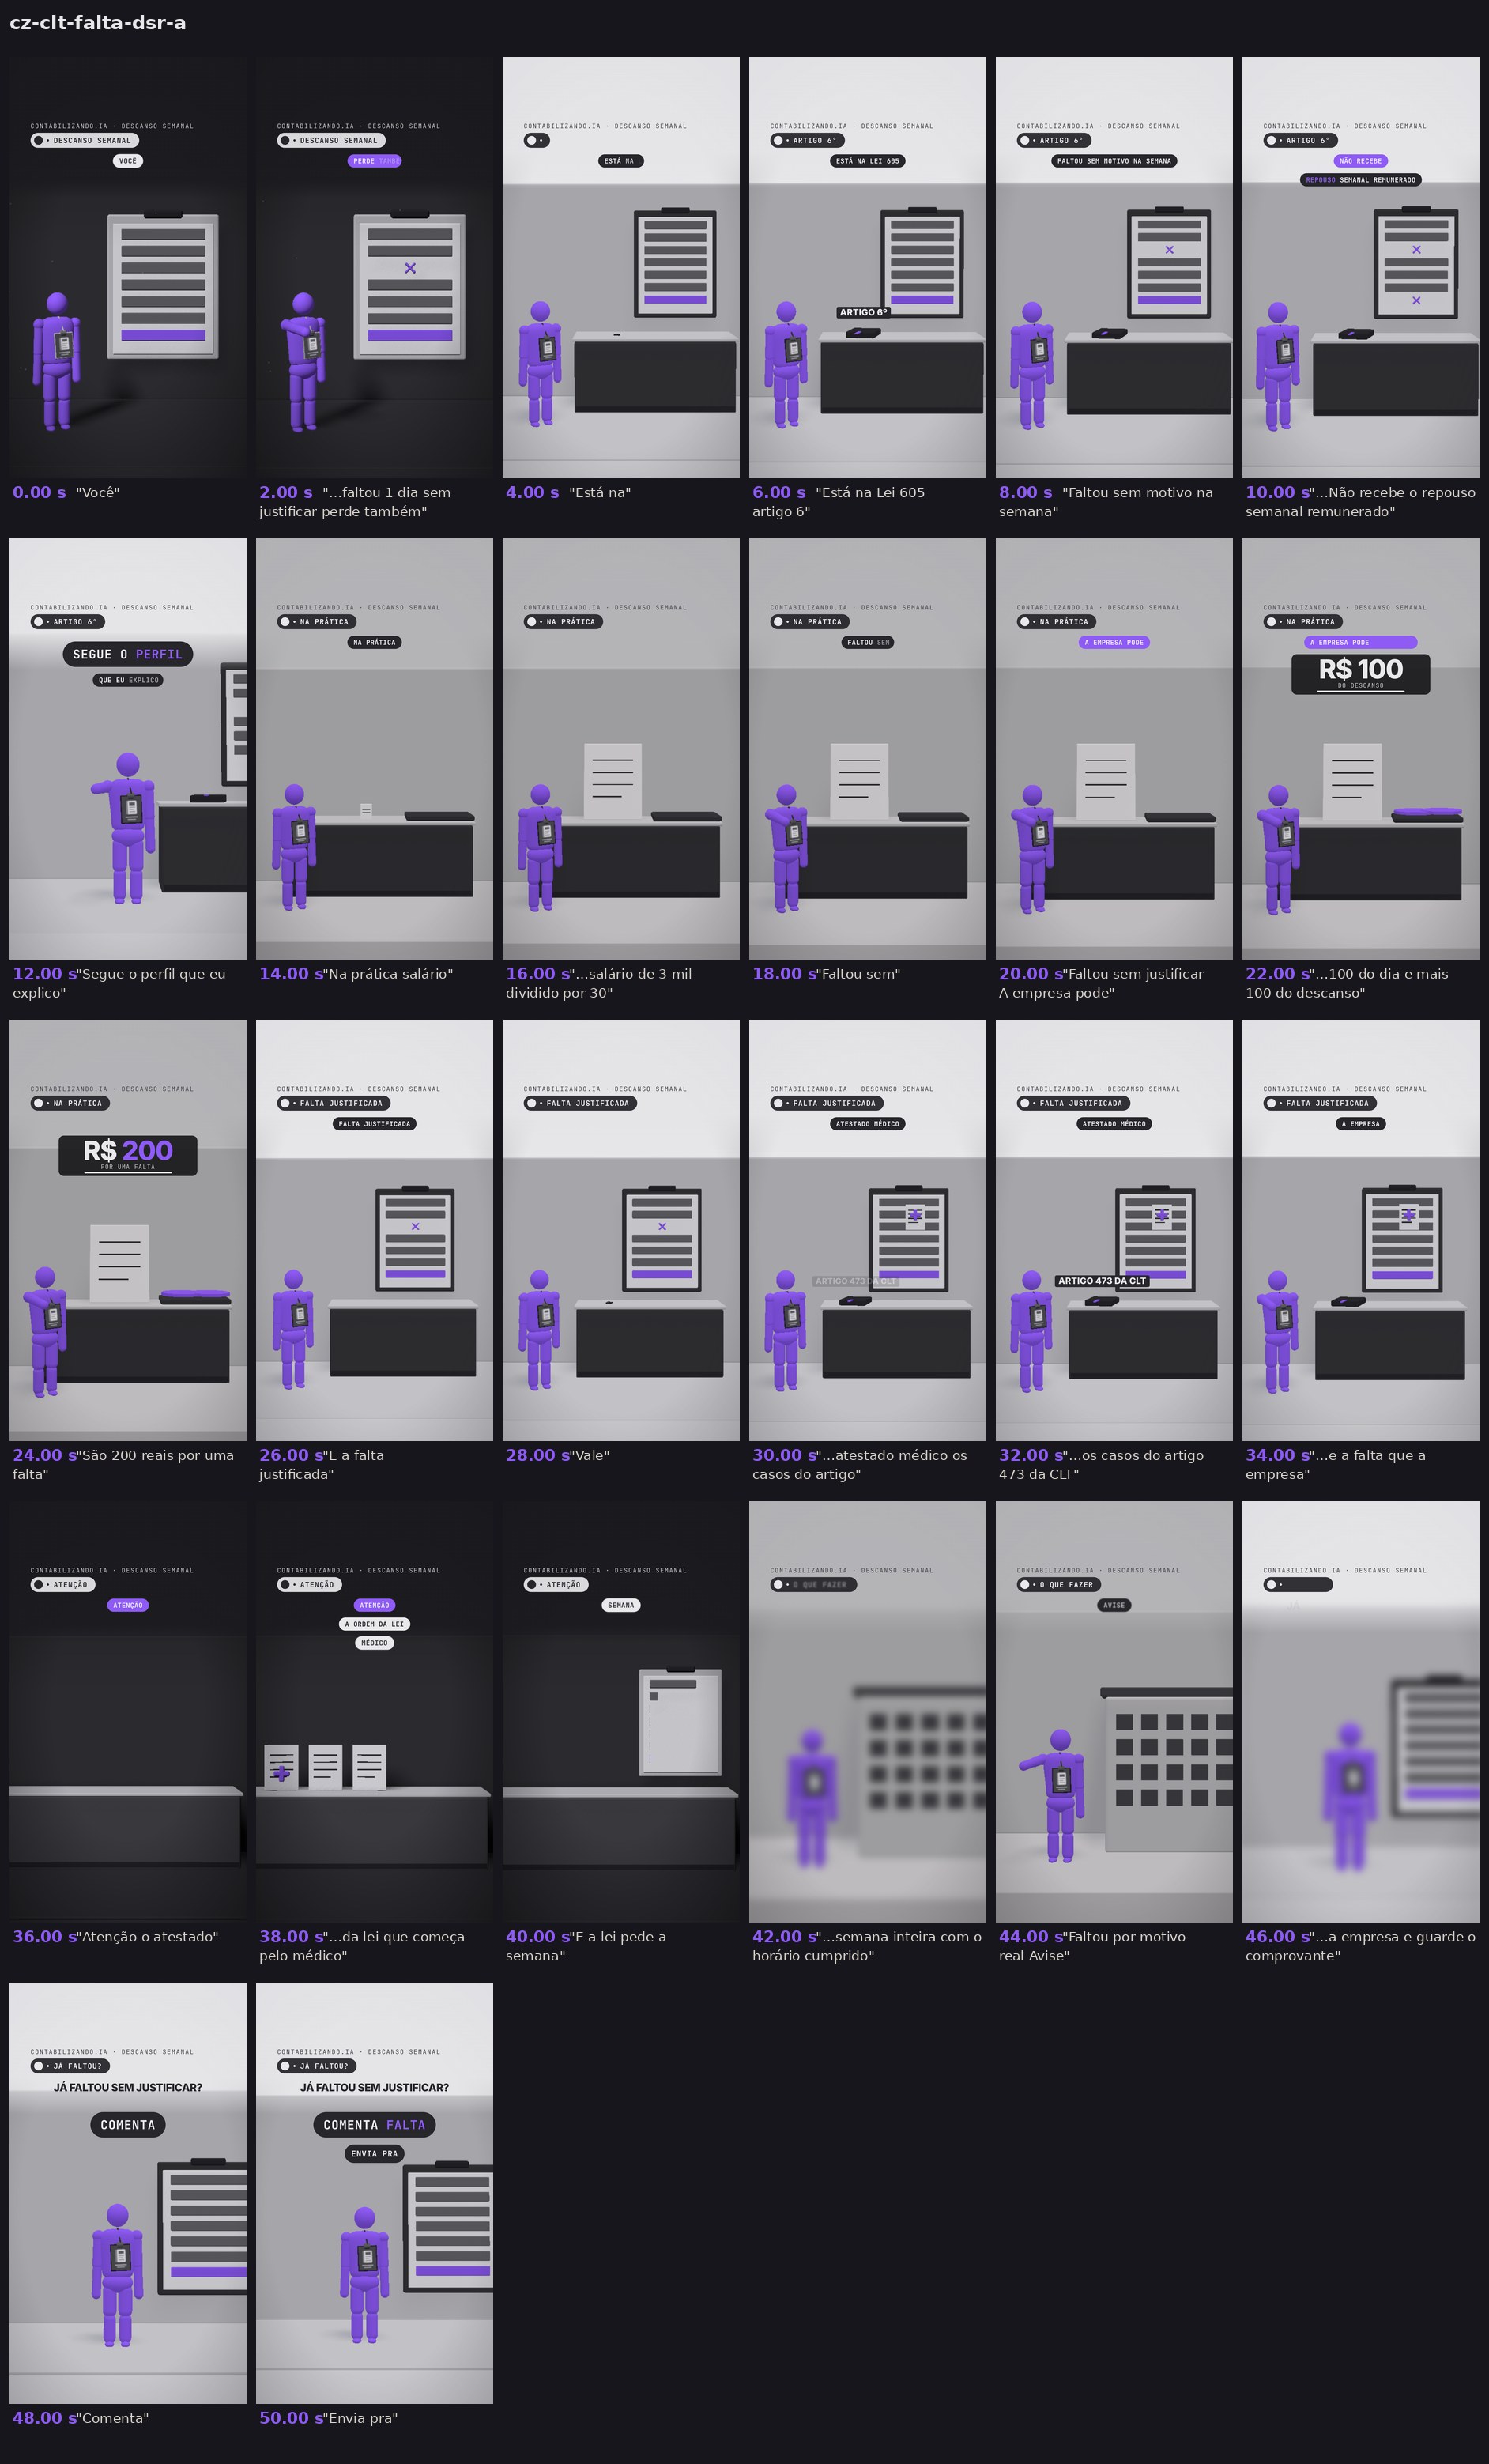 cz-clt-falta-dsr-a
CONTABILIZANDO.IA · DESCANSO SEMANAL
• DESCANSO SEMANAL
VOCÊ
0.00 s "Você"
CONTABILIZANDO.IA · DESCANSO SEMANAL
• DESCANSO SEMANAL
PERDE TAMBÉ
2.00 s "...faltou 1 dia sem
justificar perde também"
CONTABILIZANDO.IA · DESCANSO SEMANAL
•
ESTÁ NA
4.00 s "Está na"
CONTABILIZANDO.IA · DESCANSO SEMANAL
• ARTIGO 6°
ESTÁ NA LEI 605
ARTIGO 6º
6.00 s "Está na Lei 605
artigo 6"
CONTABILIZANDO.IA · DESCANSO SEMANAL
• ARTIGO 6°
FALTOU SEM MOTIVO NA SEMANA
8.00 s "Faltou sem motivo na
semana"
CONTABILIZANDO.IA · DESCANSO SEMANAL
• ARTIGO 6°
NÃO RECEBE
REPOUSO SEMANAL REMUNERADO
10.00 s "...Não recebe o repouso
semanal remunerado"
CONTABILIZANDO.IA · DESCANSO SEMANAL
• ARTIGO 6°
SEGUE O PERFIL
QUE EU EXPLICO
12.00 s "Segue o perfil que eu
explico"
CONTABILIZANDO.IA · DESCANSO SEMANAL
• NA PRÁTICA
NA PRÁTICA
14.00 s "Na prática salário"
CONTABILIZANDO.IA · DESCANSO SEMANAL
• NA PRÁTICA
16.00 s "...salário de 3 mil
dividido por 30"
CONTABILIZANDO.IA · DESCANSO SEMANAL
• NA PRÁTICA
FALTOU SEM
18.00 s "Faltou sem"
CONTABILIZANDO.IA · DESCANSO SEMANAL
• NA PRÁTICA
A EMPRESA PODE
20.00 s "Faltou sem justificar
A empresa pode"
CONTABILIZANDO.IA · DESCANSO SEMANAL
• NA PRÁTICA
A EMPRESA PODE
R$ 100
DO DESCANSO
22.00 s "...100 do dia e mais
100 do descanso"
CONTABILIZANDO.IA · DESCANSO SEMANAL
• NA PRÁTICA
R$ 200
POR UMA FALTA
24.00 s "São 200 reais por uma
falta"
CONTABILIZANDO.IA · DESCANSO SEMANAL
• FALTA JUSTIFICADA
FALTA JUSTIFICADA
26.00 s "E a falta
justificada"
CONTABILIZANDO.IA · DESCANSO SEMANAL
• FALTA JUSTIFICADA
28.00 s "Vale"
CONTABILIZANDO.IA · DESCANSO SEMANAL
• FALTA JUSTIFICADA
ATESTADO MÉDICO
ARTIGO 473 DA CLT
30.00 s "...atestado médico os
casos do artigo"
CONTABILIZANDO.IA · DESCANSO SEMANAL
• FALTA JUSTIFICADA
ATESTADO MÉDICO
ARTIGO 473 DA CLT
32.00 s "...os casos do artigo
473 da CLT"
CONTABILIZANDO.IA · DESCANSO SEMANAL
• FALTA JUSTIFICADA
A EMPRESA
34.00 s "...e a falta que a
empresa"
CONTABILIZANDO.IA · DESCANSO SEMANAL
• ATENÇÃO
ATENÇÃO
36.00 s "Atenção o atestado"
CONTABILIZANDO.IA · DESCANSO SEMANAL
• ATENÇÃO
ATENÇÃO
A ORDEM DA LEI
MÉDICO
38.00 s "...da lei que começa
pelo médico"
CONTABILIZANDO.IA · DESCANSO SEMANAL
• ATENÇÃO
SEMANA
40.00 s "E a lei pede a
semana"
CONTABILIZANDO.IA · DESCANSO SEMANAL
• O QUE FAZER
42.00 s "...semana inteira com o
horário cumprido"
CONTABILIZANDO.IA · DESCANSO SEMANAL
• O QUE FAZER
AVISE
44.00 s "Faltou por motivo
real Avise"
CONTABILIZANDO.IA · DESCANSO SEMANAL
•
46.00 s "...a empresa e guarde o
comprovante"
CONTABILIZANDO.IA · DESCANSO SEMANAL
• JÁ FALTOU?
JÁ FALTOU SEM JUSTIFICAR?
COMENTA
48.00 s "Comenta"
CONTABILIZANDO.IA · DESCANSO SEMANAL
• JÁ FALTOU?
JÁ FALTOU SEM JUSTIFICAR?
COMENTA FALTA
ENVIA PRA
50.00 s "Envia pra"